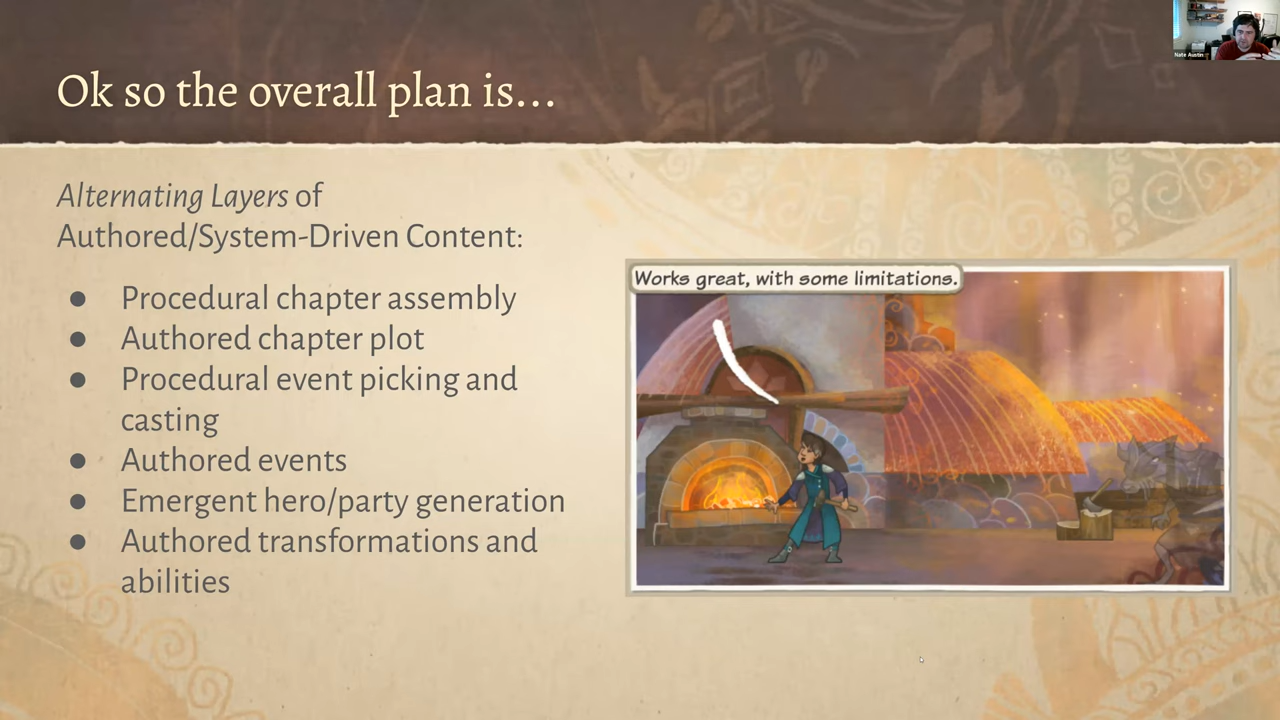 Nate Austin
Ok so the overall plan is...
Alternating Layers of
Authored/System-Driven Content:
● Procedural chapter assembly
● Authored chapter plot
● Procedural event picking and
casting
● Authored events
● Emergent hero/party generation
● Authored transformations and
abilities
Works great, with some limitations.